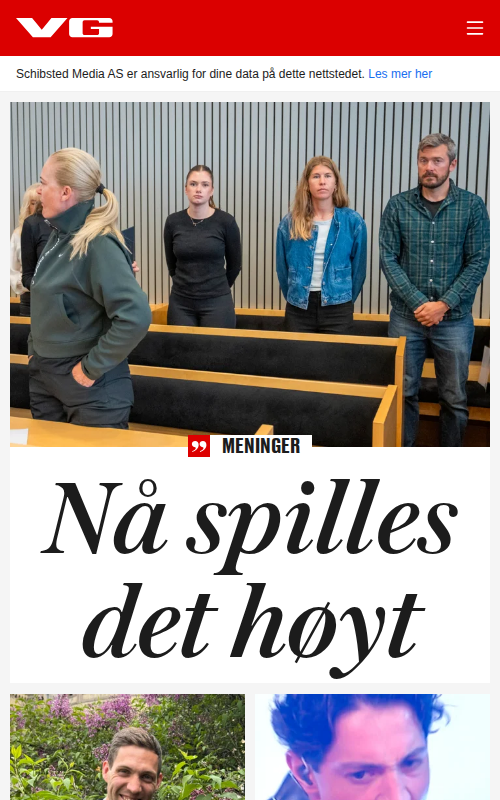 VG
Schibsted Media AS er ansvarlig for dine data på dette nettstedet. Les mer her
MENINGER
Nå spilles
det høyt